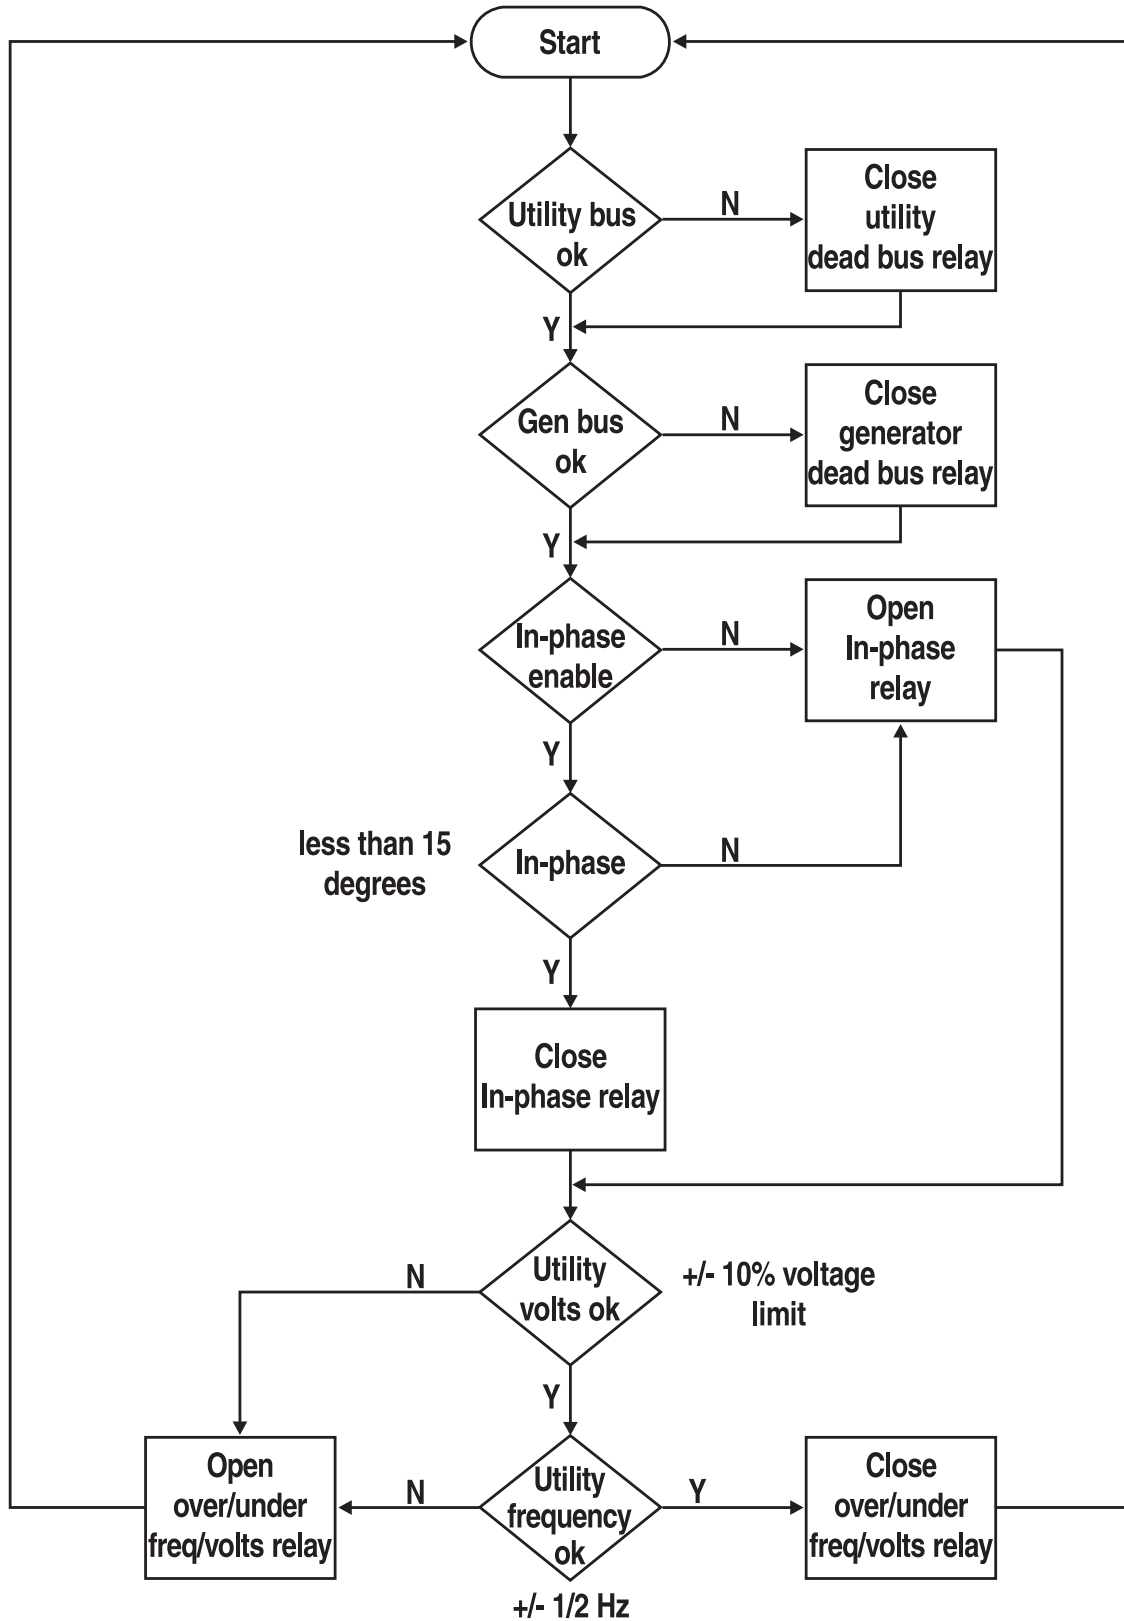 Start
Utility bus
ok
N
Close
utility
dead bus relay
Y
Gen bus
ok
N
Close
generator
dead bus relay
Y
In-phase
enable
N
Open
In-phase
relay
Y
less than 15
degrees
In-phase
N
Y
Close
In-phase relay
N
Utility
volts ok
+/- 10% voltage
limit
Y
Open
over/under
freq/volts relay
N
Utility
frequency
ok
Y
Close
over/under
freq/volts relay
+/- 1/2 Hz